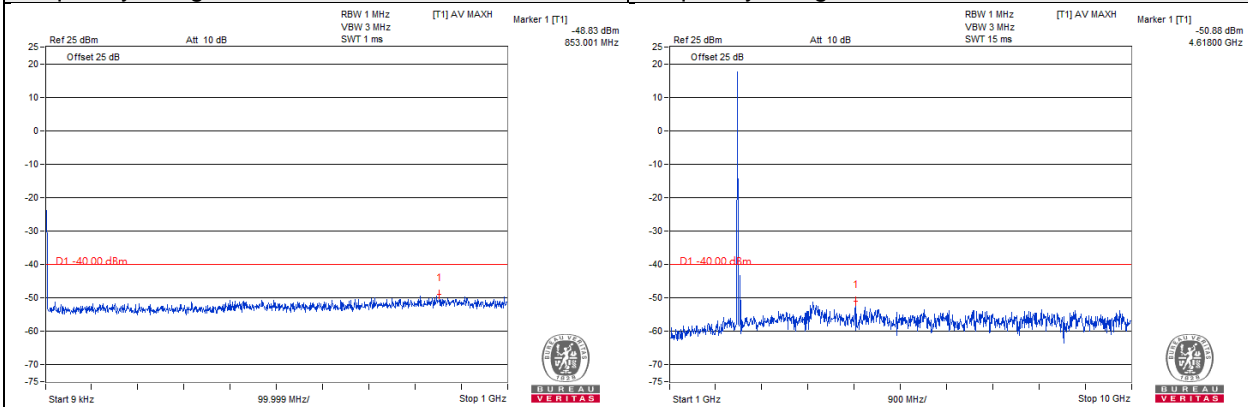 RBW 1 MHz
VBW 3 MHz
SWT 1 ms
[T1] AV MAXH
Marker 1 [T1]
-48.83 dBm
853.001 MHz
Ref 25 dBm
Att 10 dB
Offset 25 dB
25
20
10
0
-10
-20
-30
-40
-50
-60
-70
-75
D1 -40.00 dBm
1
Start 9 kHz
99.999 MHz/
Stop 1 GHz
BUREAU VERITAS
1828
BUREAU
VERITAS
RBW 1 MHz
VBW 3 MHz
SWT 15 ms
[T1] AV MAXH
Marker 1 [T1]
-50.88 dBm
4.61800 GHz
Ref 25 dBm
Att 10 dB
Offset 25 dB
25
20
10
0
-10
-20
-30
-40
-50
-60
-70
-75
D1 -40.00 dBm
1
Start 1 GHz
900 MHz/
Stop 10 GHz
BUREAU VERITAS
1828
BUREAU
VERITAS